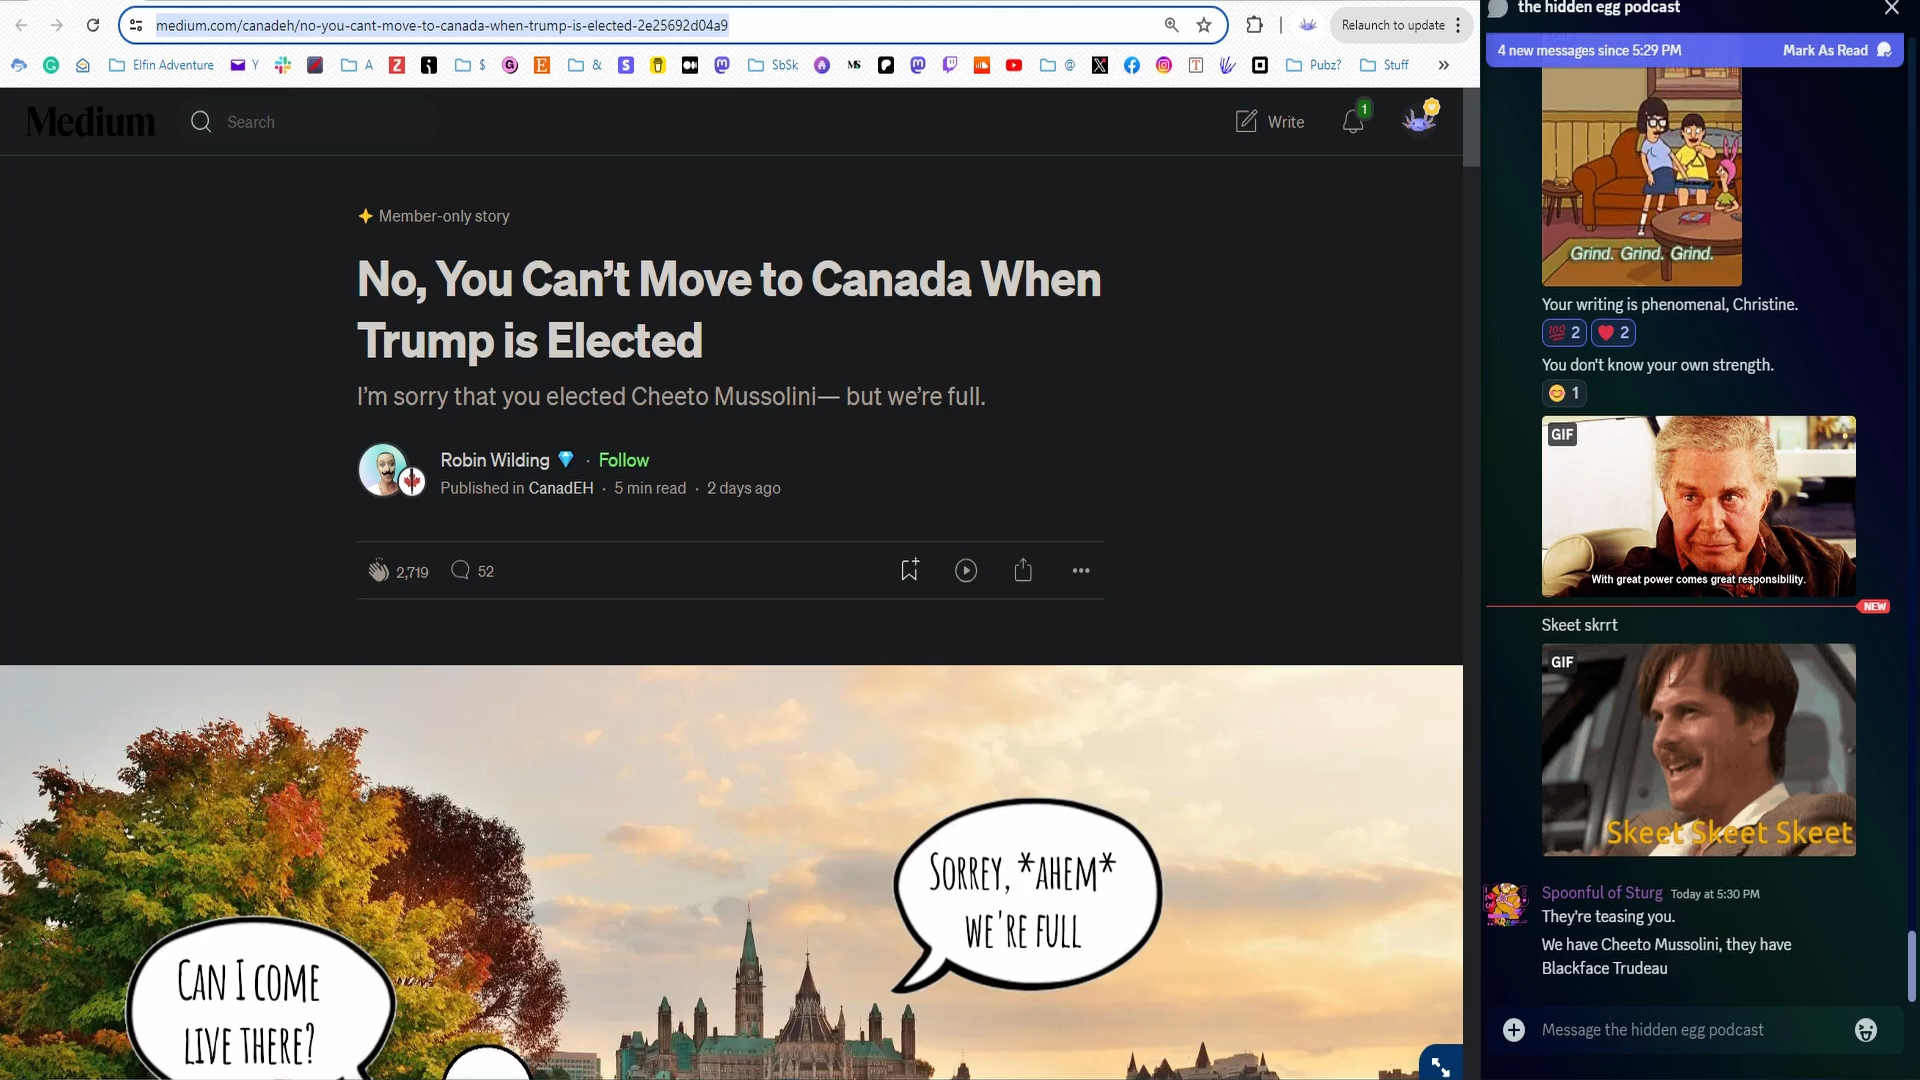 medium.com/canadeh/no-you-cant-move-to-canada-when-trump-is-elected-2e25692d04a9
Relaunch to update
Elfin Adventure
Y
A
$
&
SbSk
@
Pubz?
Stuff
Medium
Search
Write
1
Member-only story
No, You Can’t Move to Canada When
Trump is Elected
I’m sorry that you elected Cheeto Mussolini— but we’re full.
Robin Wilding · Follow
Published in CanadEH · 5 min read · 2 days ago
2,719
52
SORREY, *AHEM*
WE'RE FULL
CAN I COME
LIVE THERE?
the hidden egg podcast
4 new messages since 5:29 PM
Mark As Read
Grind. Grind. Grind.
Your writing is phenomenal, Christine.
100 2
2
You don't know your own strength.
1
GIF
With great power comes great responsibility.
NEW
Skeet skrrt
GIF
Skeet Skeet Skeet
Spoonful of Sturg Today at 5:30 PM
They're teasing you.
We have Cheeto Mussolini, they have
Blackface Trudeau
Message the hidden egg podcast